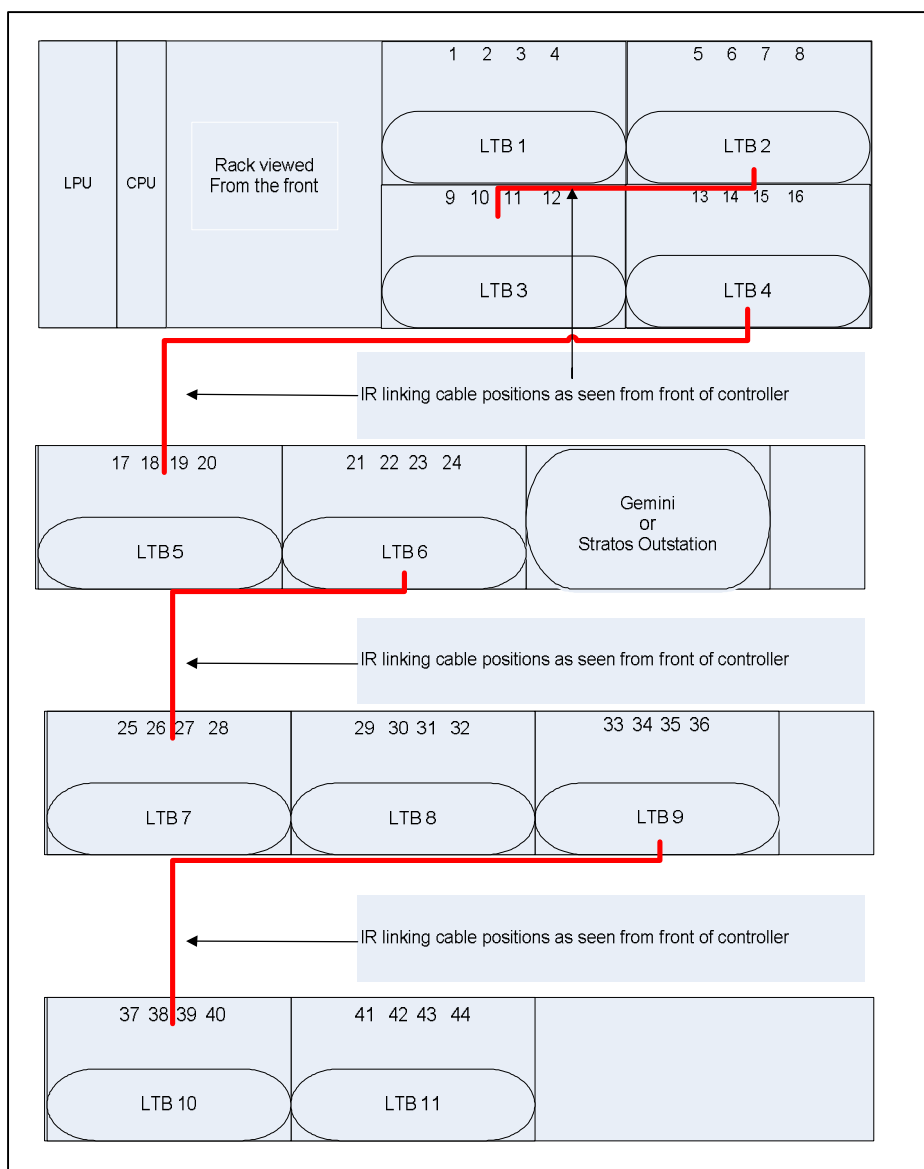 1 2 3 4
5 6 7 8
LTB 1
LTB 2
LPU
CPU
Rack viewed
From the front
9 10 11 12
13 14 15 16
LTB 3
LTB 4
IR linking cable positions as seen from front of controller
17 18 19 20
21 22 23 24
Gemini
or
Stratos Outstation
LTB 5
LTB 6
IR linking cable positions as seen from front of controller
25 26 27 28
29 30 31 32
33 34 35 36
LTB 7
LTB 8
LTB 9
IR linking cable positions as seen from front of controller
37 38 39 40
41 42 43 44
LTB 10
LTB 11